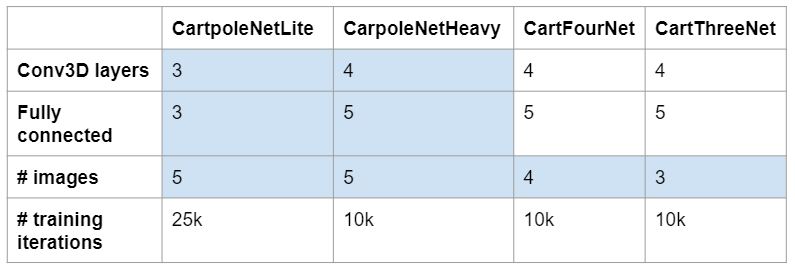 CartpoleNetLite CarpoleNetHeavy CartFourNet CartThreeNet
Conv3D layers 3 4 4 4
Fully
connected 3 5 5 5
# images 5 5 4 3
# training
iterations 25k 10k 10k 10k